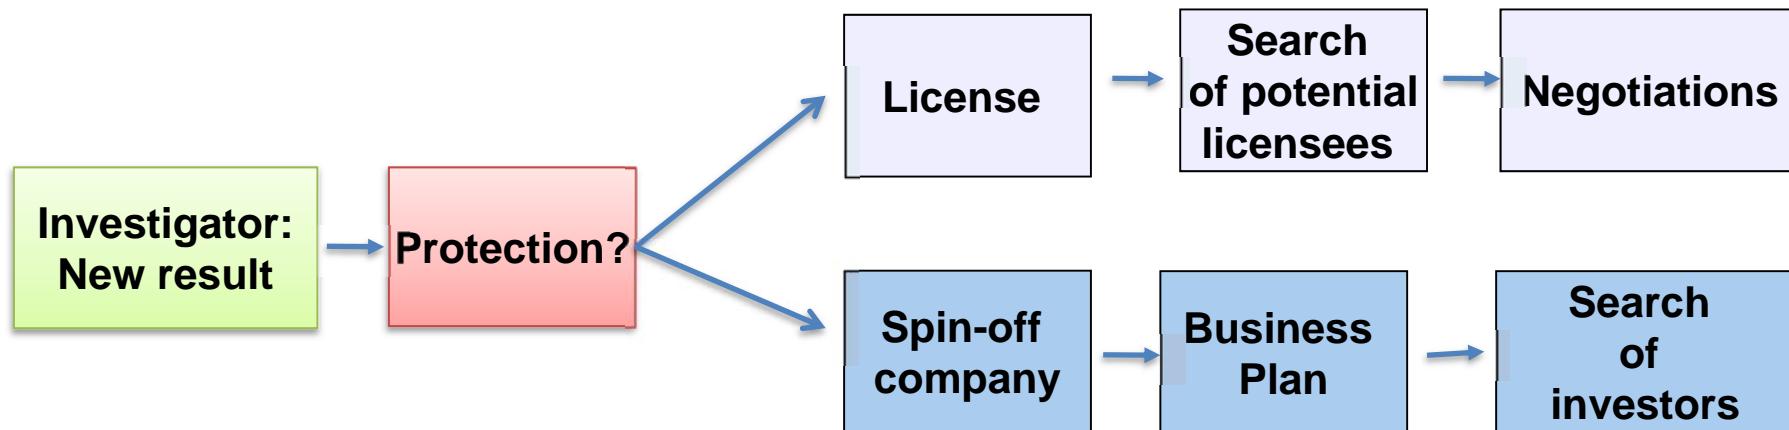 Investigator:
New result
Protection?
License
Search
of potential
licensees
Negotiations
Spin-off
company
Business
Plan
Search
of
investors